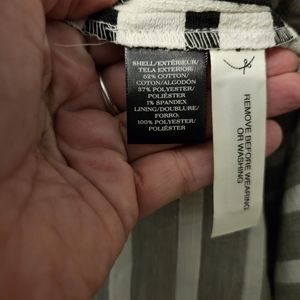 SHELL/EXTÉRIEUR/
TELA EXTERIOR:
62% COTTON/
COTON/ALGODÓN
37% POLYESTER/
POLIÉSTER
1% SPANDEX
LINING/DOUBLURE/
FORRO:
100% POLYESTER/
POLIÉSTER
REMOVE BEFORE WEARING
OR WASHING